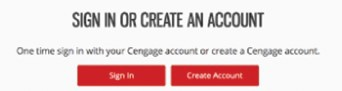 SIGN IN OR CREATE AN ACCOUNT
One time sign in with your Cengage account or create a Cengage account.
Sign In Create Account